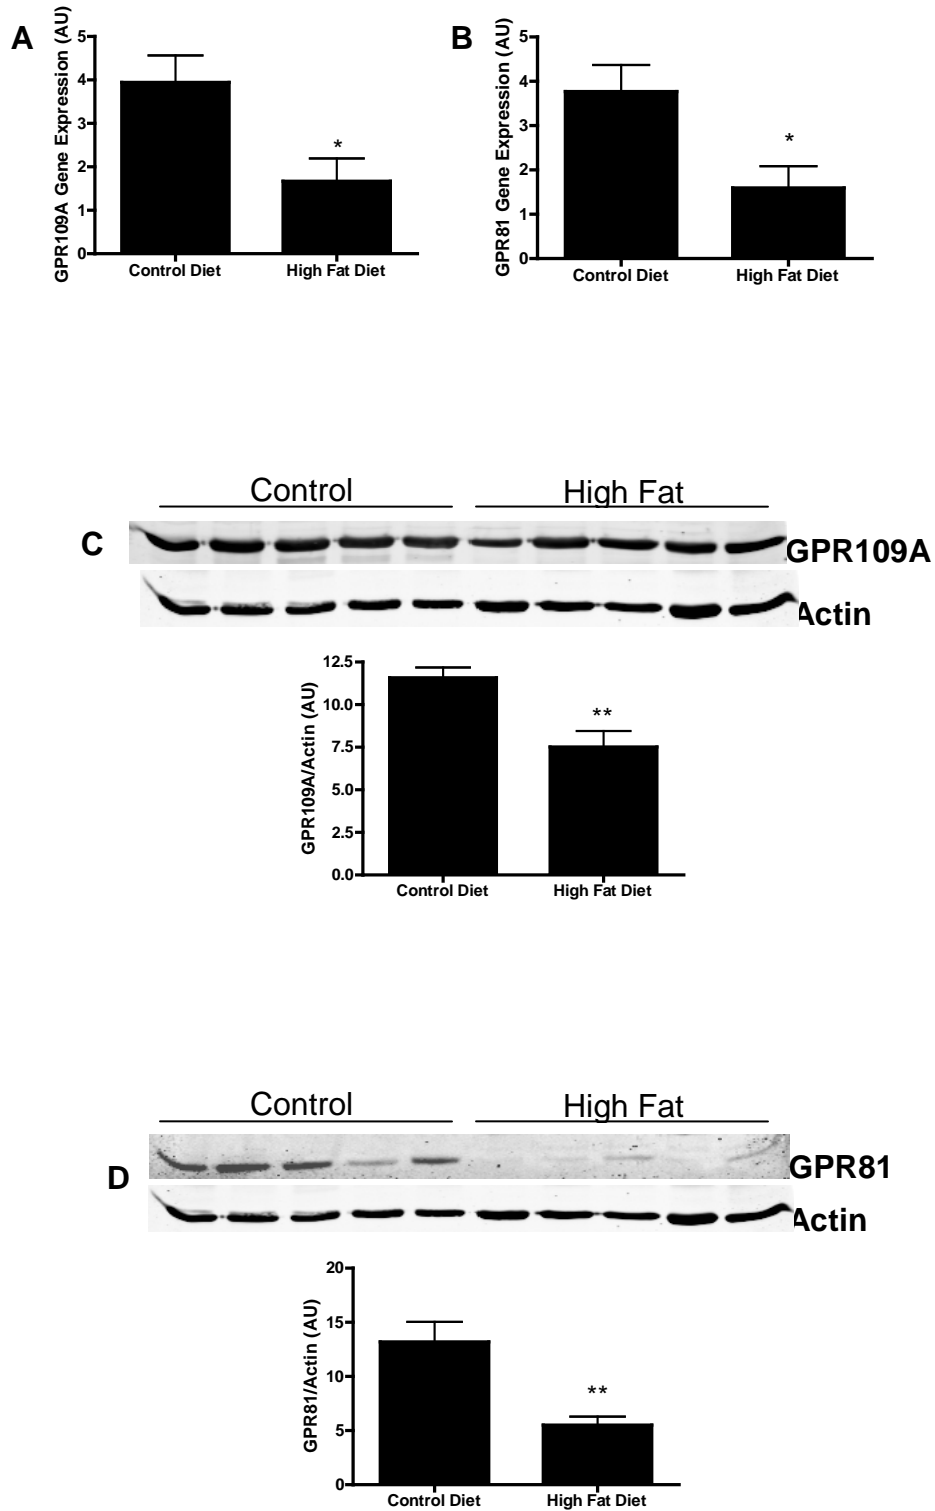 A
GPR109A Gene Expression (AU)
5
4
3
2
1
0
*
Control Diet
High Fat Diet
B
GPR81 Gene Expression (AU)
5
4
3
2
1
0
*
Control Diet
High Fat Diet
Control
High Fat
C
GPR109A
Actin
GPR109A/Actin (AU)
12.5
10.0
7.5
5.0
2.5
0.0
**
Control Diet
High Fat Diet
Control
High Fat
D
GPR81
Actin
GPR81/Actin (AU)
20
15
10
5
0
**
Control Diet
High Fat Diet